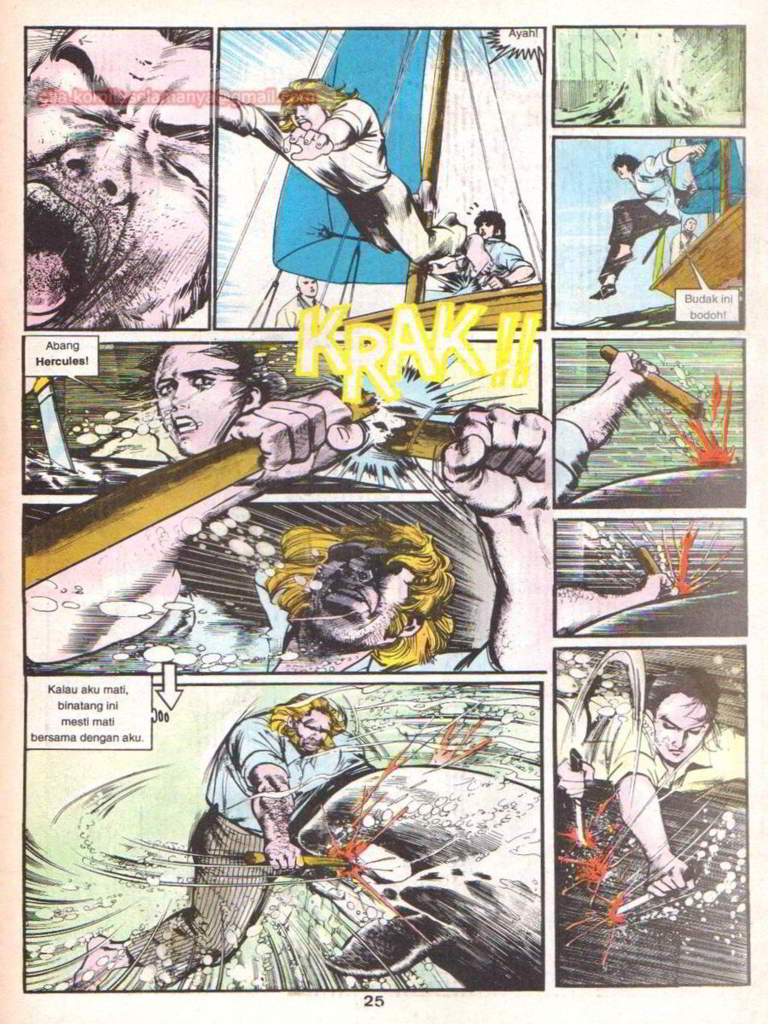 Ayah!
Budak ini
bodoh!
Abang
Hercules!
KRAK!!
Kalau aku mati,
binatang ini
mesti mati
bersama dengan aku.
25